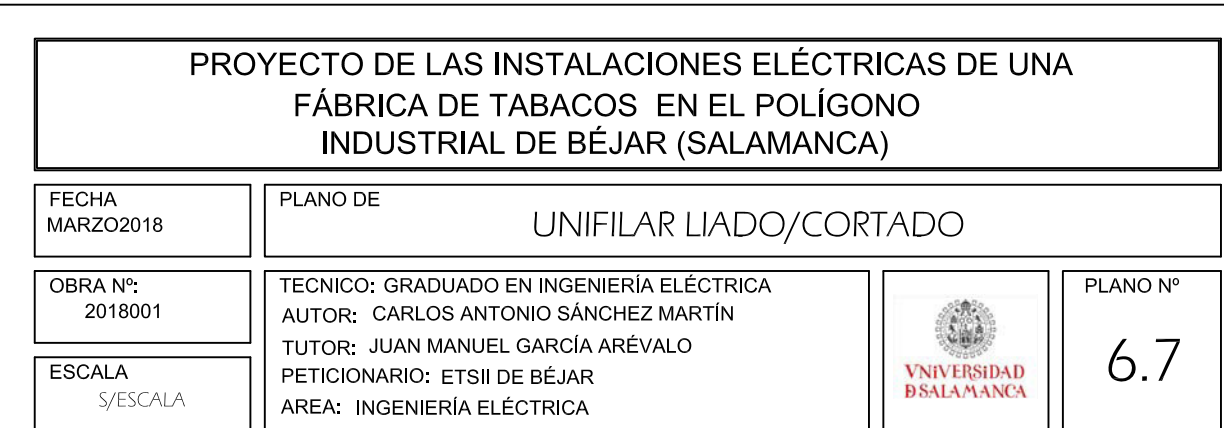 PROYECTO DE LAS INSTALACIONES ELÉCTRICAS DE UNA
FÁBRICA DE TABACOS EN EL POLÍGONO
INDUSTRIAL DE BÉJAR (SALAMANCA)
FECHA
MARZO2018
PLANO DE
UNIFILAR LIADO/CORTADO
OBRA Nº:
2018001
ESCALA
S/ESCALA
TECNICO: GRADUADO EN INGENIERÍA ELÉCTRICA
AUTOR: CARLOS ANTONIO SÁNCHEZ MARTÍN
TUTOR: JUAN MANUEL GARCÍA ARÉVALO
PETICIONARIO: ETSII DE BÉJAR
AREA: INGENIERÍA ELÉCTRICA
VNiVERSiDAD
D SALAMANCA
PLANO Nº
6.7